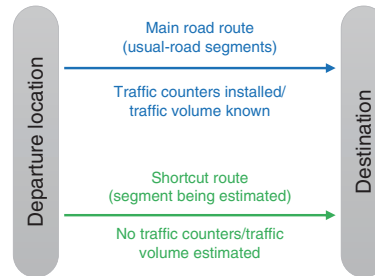 Departure location
Main road route
(usual-road segments)
Traffic counters installed/
traffic volume known
Shortcut route
(segment being estimated)
No traffic counters/traffic
volume estimated
Destination